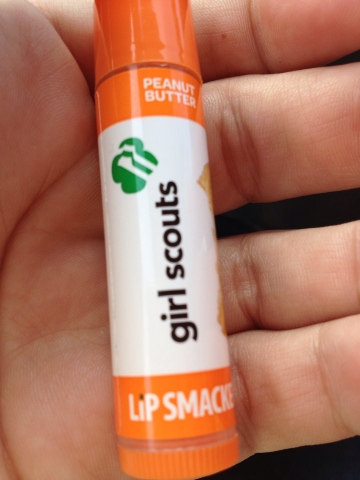 PEANUT
BUTTER
girl scouts
LiP SMACKE